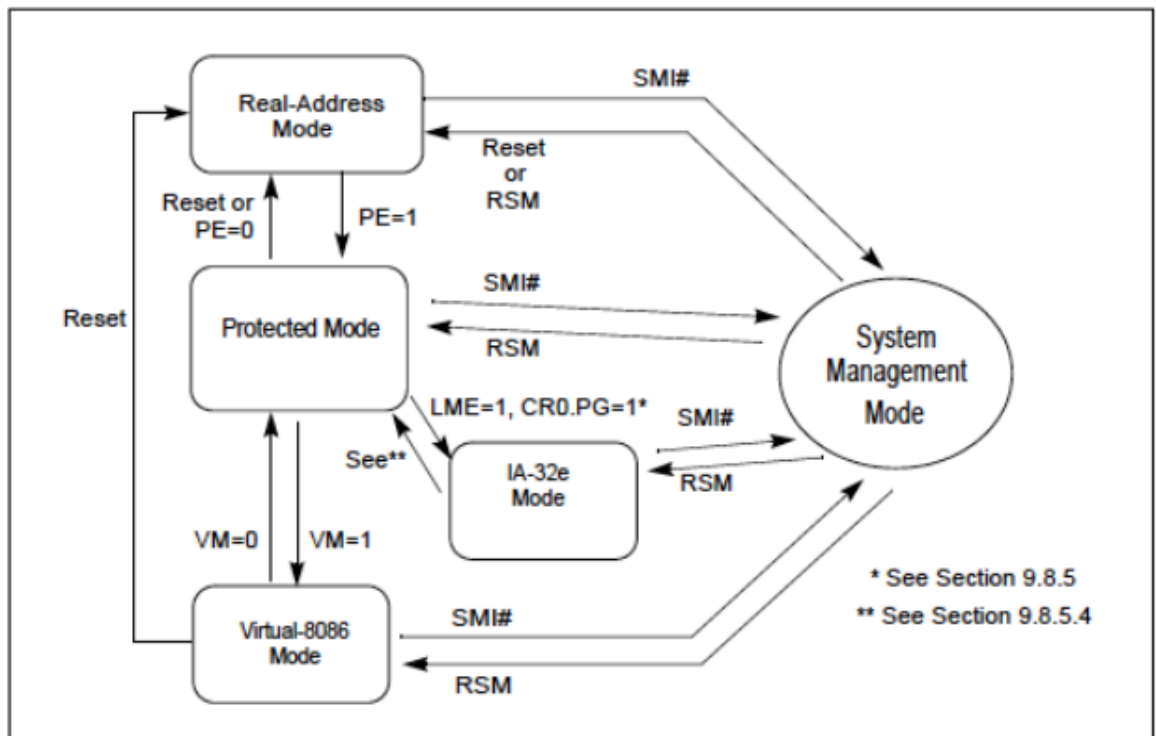 Real-Address
Mode
SMI#
Reset
or
RSM
Reset or
PE=0
PE=1
Reset
Protected Mode
SMI#
RSM
System
Management
Mode
LME=1, CR0.PG=1*
See**
IA-32e
Mode
SMI#
RSM
VM=0
VM=1
Virtual-8086
Mode
SMI#
RSM
* See Section 9.8.5
** See Section 9.8.5.4